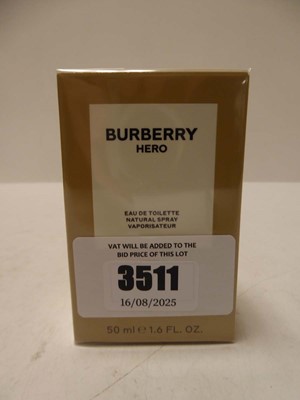 BURBERRY
HERO
EAU DE TOILETTE
NATURAL SPRAY
VAPORISATEUR
VAT WILL BE ADDED TO THE
BID PRICE OF THIS LOT
3511
16/08/2025
50 ml ℮ 1.6 FL. OZ.